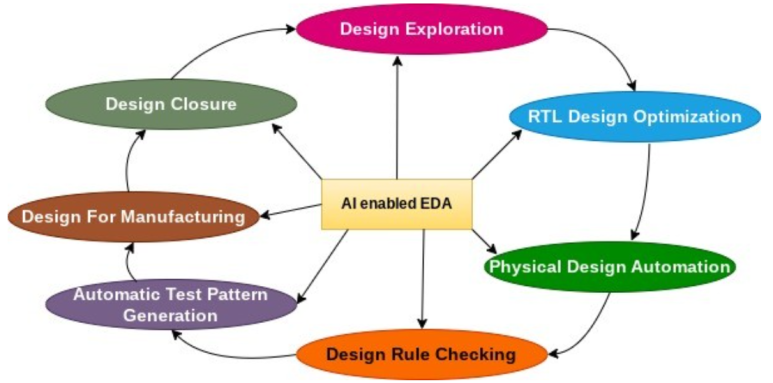 Design Exploration
Design Closure
RTL Design Optimization
AI enabled EDA
Design For Manufacturing
Physical Design Automation
Automatic Test Pattern
Generation
Design Rule Checking